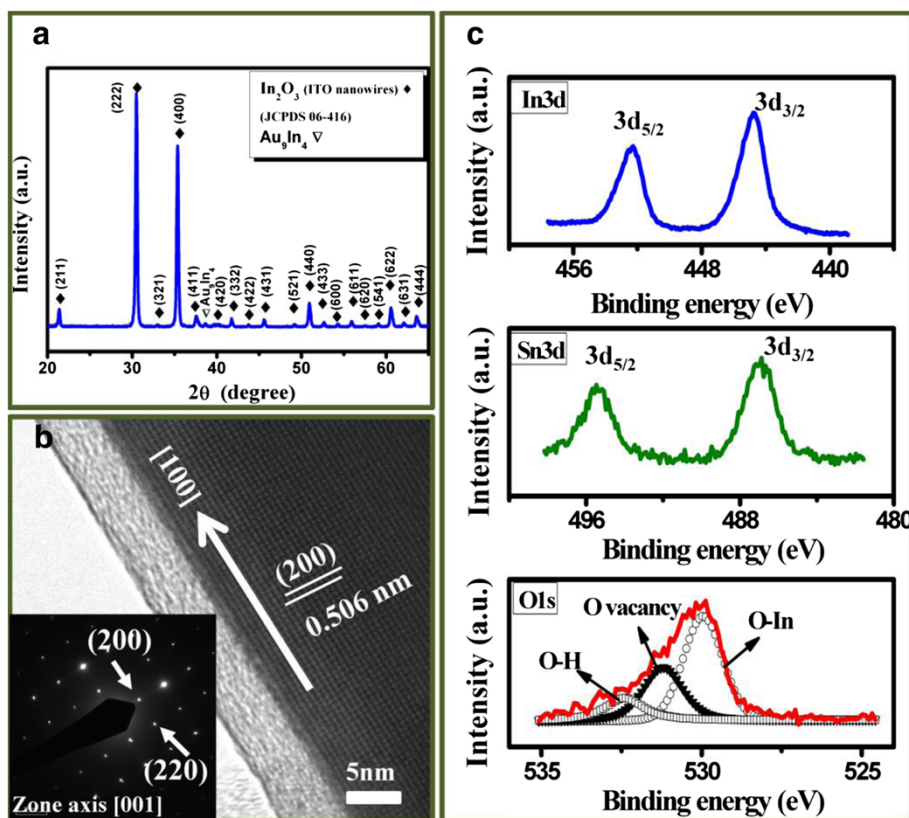 a
Intensity (a.u.)
In2O3 (ITO nanowires) ♦
(JCPDS 06-416)
Au9In4 ∇
(211)
(222)
(321)
(400)
(411)
∇ Au9In4
(420)
(332)
(422)
(431)
(521)
(440)
(433)
(600)
(611)
(620)
(541)
(622)
(631)
(444)
20 30 40 50 60
2θ (degree)
b
[100]
(200)
0.506 nm
5nm
(200)
(220)
Zone axis [001]
c
In3d
3d5/2
3d3/2
Intensity (a.u.)
456 448 440
Binding energy (eV)
Sn3d
3d5/2
3d3/2
Intensity (a.u.)
496 488 480
Binding energy (eV)
O1s
O vacancy
O-In
O-H
Intensity (a.u.)
535 530 525
Binding energy (eV)